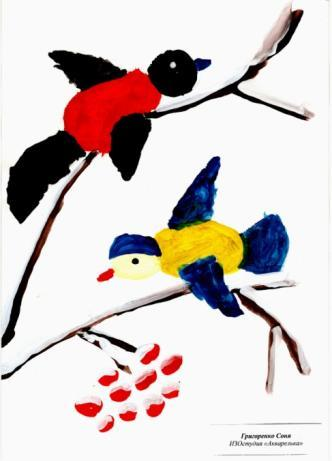 Григоренко Соня
ИЗОстудия «Акварелька»